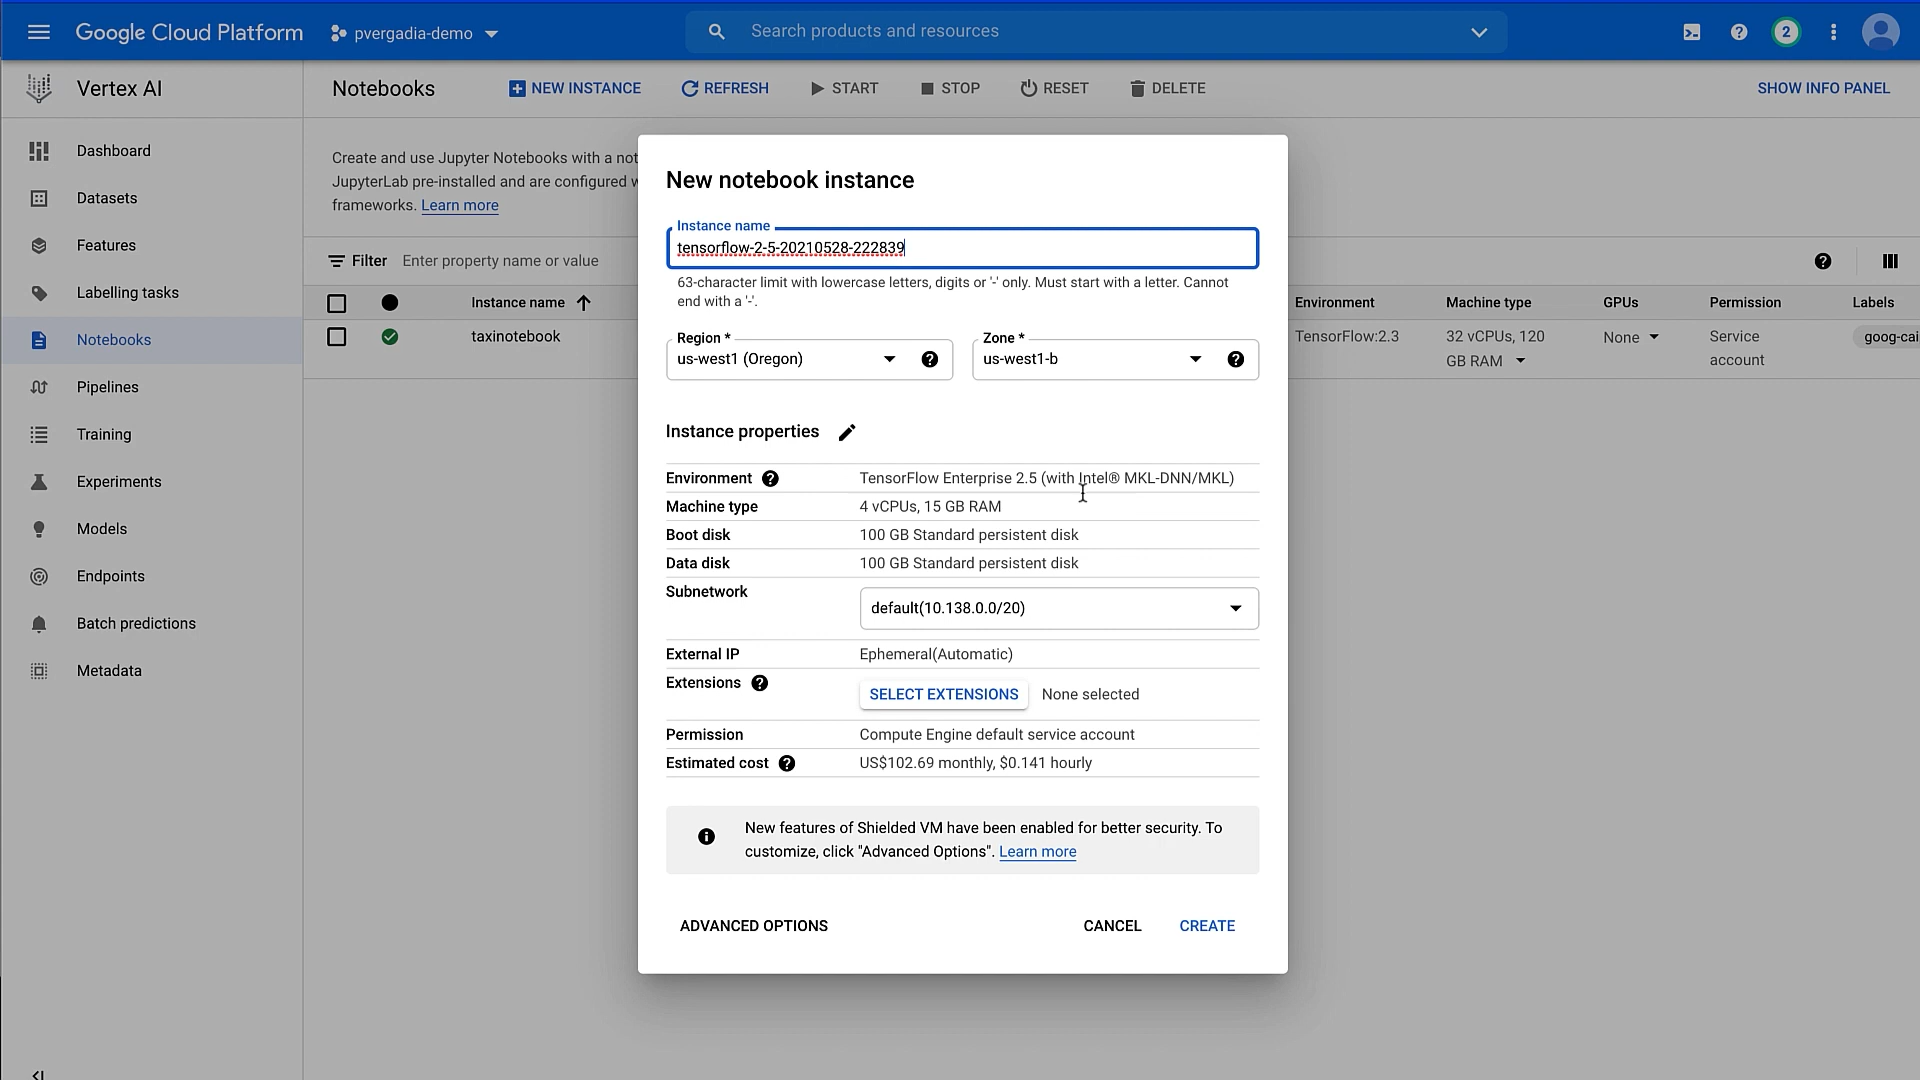 Google Cloud Platform
pvergadia-demo
Search products and resources
2
Vertex AI
Notebooks
NEW INSTANCE
REFRESH
START
STOP
RESET
DELETE
SHOW INFO PANEL
Dashboard
Datasets
Features
Labelling tasks
Notebooks
Pipelines
Training
Experiments
Models
Endpoints
Batch predictions
Metadata
Create and use Jupyter Notebooks with a not
JupyterLab pre-installed and are configured w
frameworks. Learn more
Filter
Enter property name or value
Instance name
Environment
Machine type
GPUs
Permission
Labels
taxinotebook
TensorFlow:2.3
32 vCPUs, 120
GB RAM
None
Service
account
goog-cai
New notebook instance
Instance name
tensorflow-2-5-20210528-222839
63-character limit with lowercase letters, digits or '-' only. Must start with a letter. Cannot
end with a '-'.
Region *
us-west1 (Oregon)
Zone *
us-west1-b
Instance properties
Environment
TensorFlow Enterprise 2.5 (with Intel® MKL-DNN/MKL)
Machine type
4 vCPUs, 15 GB RAM
Boot disk
100 GB Standard persistent disk
Data disk
100 GB Standard persistent disk
Subnetwork
default(10.138.0.0/20)
External IP
Ephemeral(Automatic)
Extensions
SELECT EXTENSIONS
None selected
Permission
Compute Engine default service account
Estimated cost
US$102.69 monthly, $0.141 hourly
New features of Shielded VM have been enabled for better security. To
customize, click "Advanced Options". Learn more
ADVANCED OPTIONS
CANCEL
CREATE